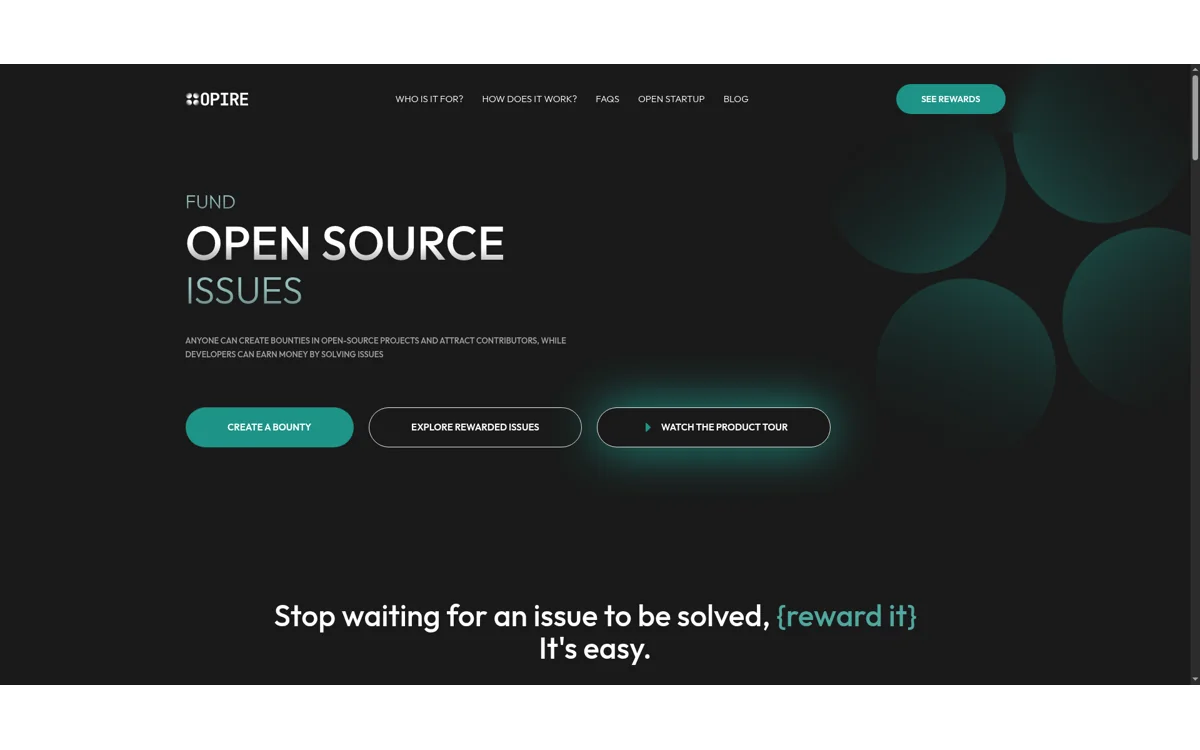 OPIRE
WHO IS IT FOR?
HOW DOES IT WORK?
FAQS
OPEN STARTUP
BLOG
SEE REWARDS
FUND
OPEN SOURCE
ISSUES
ANYONE CAN CREATE BOUNTIES IN OPEN-SOURCE PROJECTS AND ATTRACT CONTRIBUTORS, WHILE
DEVELOPERS CAN EARN MONEY BY SOLVING ISSUES
CREATE A BOUNTY
EXPLORE REWARDED ISSUES
WATCH THE PRODUCT TOUR
Stop waiting for an issue to be solved, {reward it}
It's easy.